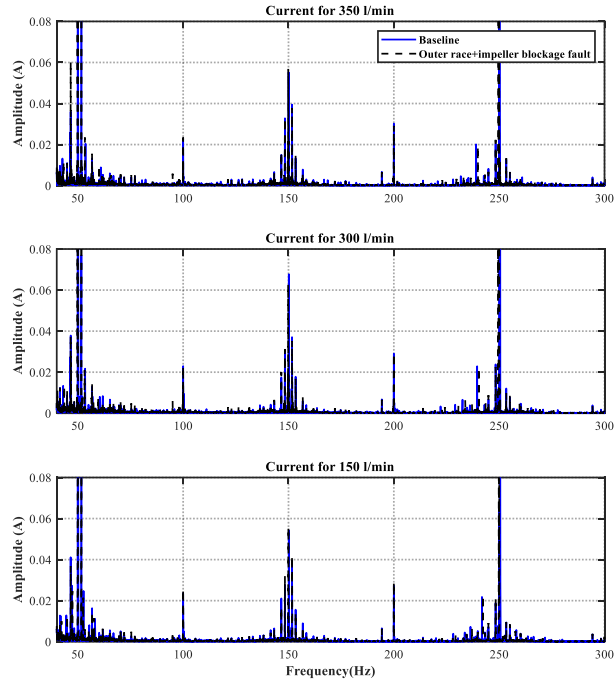 Current for 350 l/min
0.08
0.06
0.04
0.02
0
Amplitude (A)
Baseline
Outer race+impeller blockage fault
50 100 150 200 250 300
Current for 300 l/min
0.08
0.06
0.04
0.02
0
Amplitude (A)
50 100 150 200 250 300
Current for 150 l/min
0.08
0.06
0.04
0.02
0
Amplitude (A)
50 100 150 200 250 300
Frequency(Hz)